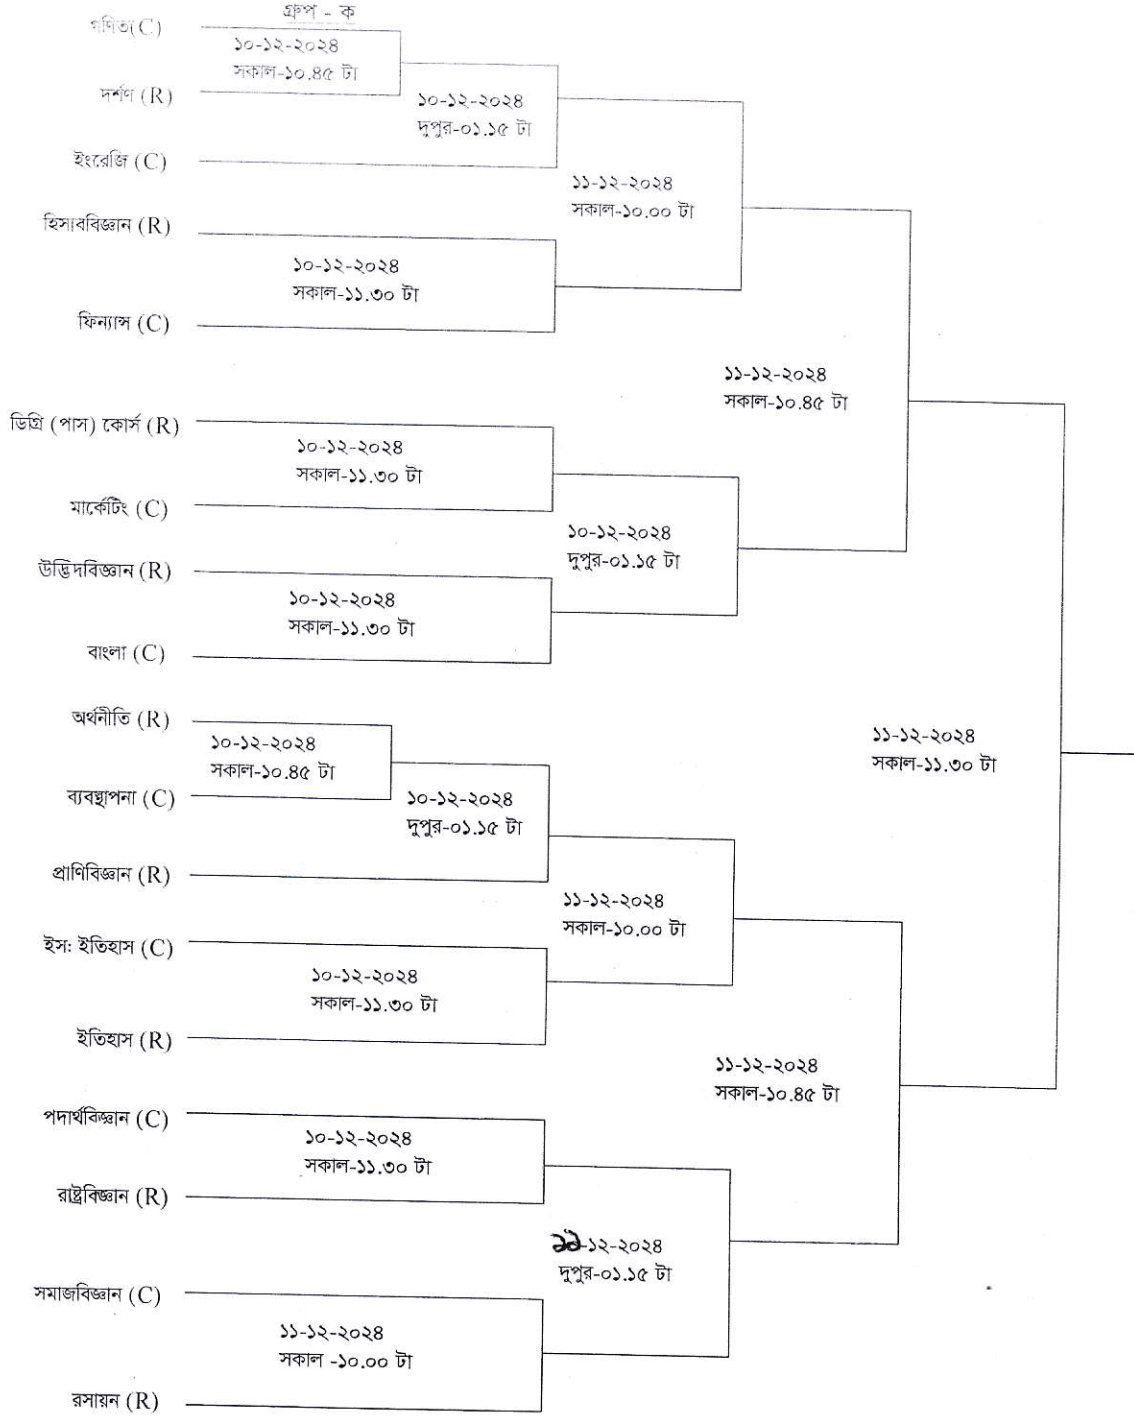 গ্রুপ - ক
গণিত(C)
১০-১২-২০২৪
সকাল-১০.৪৫ টা
দর্শণ (R)
১০-১২-২০২৪
দুপুর-০১.১৫ টা
ইংরেজি (C)
১১-১২-২০২৪
সকাল-১০.০০ টা
হিসাববিজ্ঞান (R)
১০-১২-২০২৪
সকাল-১১.৩০ টা
ফিন্যান্স (C)
১১-১২-২০২৪
সকাল-১০.৪৫ টা
ডিগ্রি (পাস) কোর্স (R)
১০-১২-২০২৪
সকাল-১১.৩০ টা
মার্কেটিং (C)
১০-১২-২০২৪
দুপুর-০১.১৫ টা
উদ্ভিদবিজ্ঞান (R)
১০-১২-২০২৪
সকাল-১১.৩০ টা
বাংলা (C)
অর্থনীতি (R)
১০-১২-২০২৪
সকাল-১০.৪৫ টা
১১-১২-২০২৪
সকাল-১১.৩০ টা
ব্যবস্থাপনা (C)
১০-১২-২০২৪
দুপুর-০১.১৫ টা
প্রাণিবিজ্ঞান (R)
১১-১২-২০২৪
সকাল-১০.০০ টা
ইস: ইতিহাস (C)
১০-১২-২০২৪
সকাল-১১.৩০ টা
ইতিহাস (R)
১১-১২-২০২৪
সকাল-১০.৪৫ টা
পদার্থবিজ্ঞান (C)
১০-১২-২০২৪
সকাল-১১.৩০ টা
রাষ্ট্রবিজ্ঞান (R)
১১-১২-২০২৪
দুপুর-০১.১৫ টা
সমাজবিজ্ঞান (C)
১১-১২-২০২৪
সকাল -১০.০০ টা
রসায়ন (R)